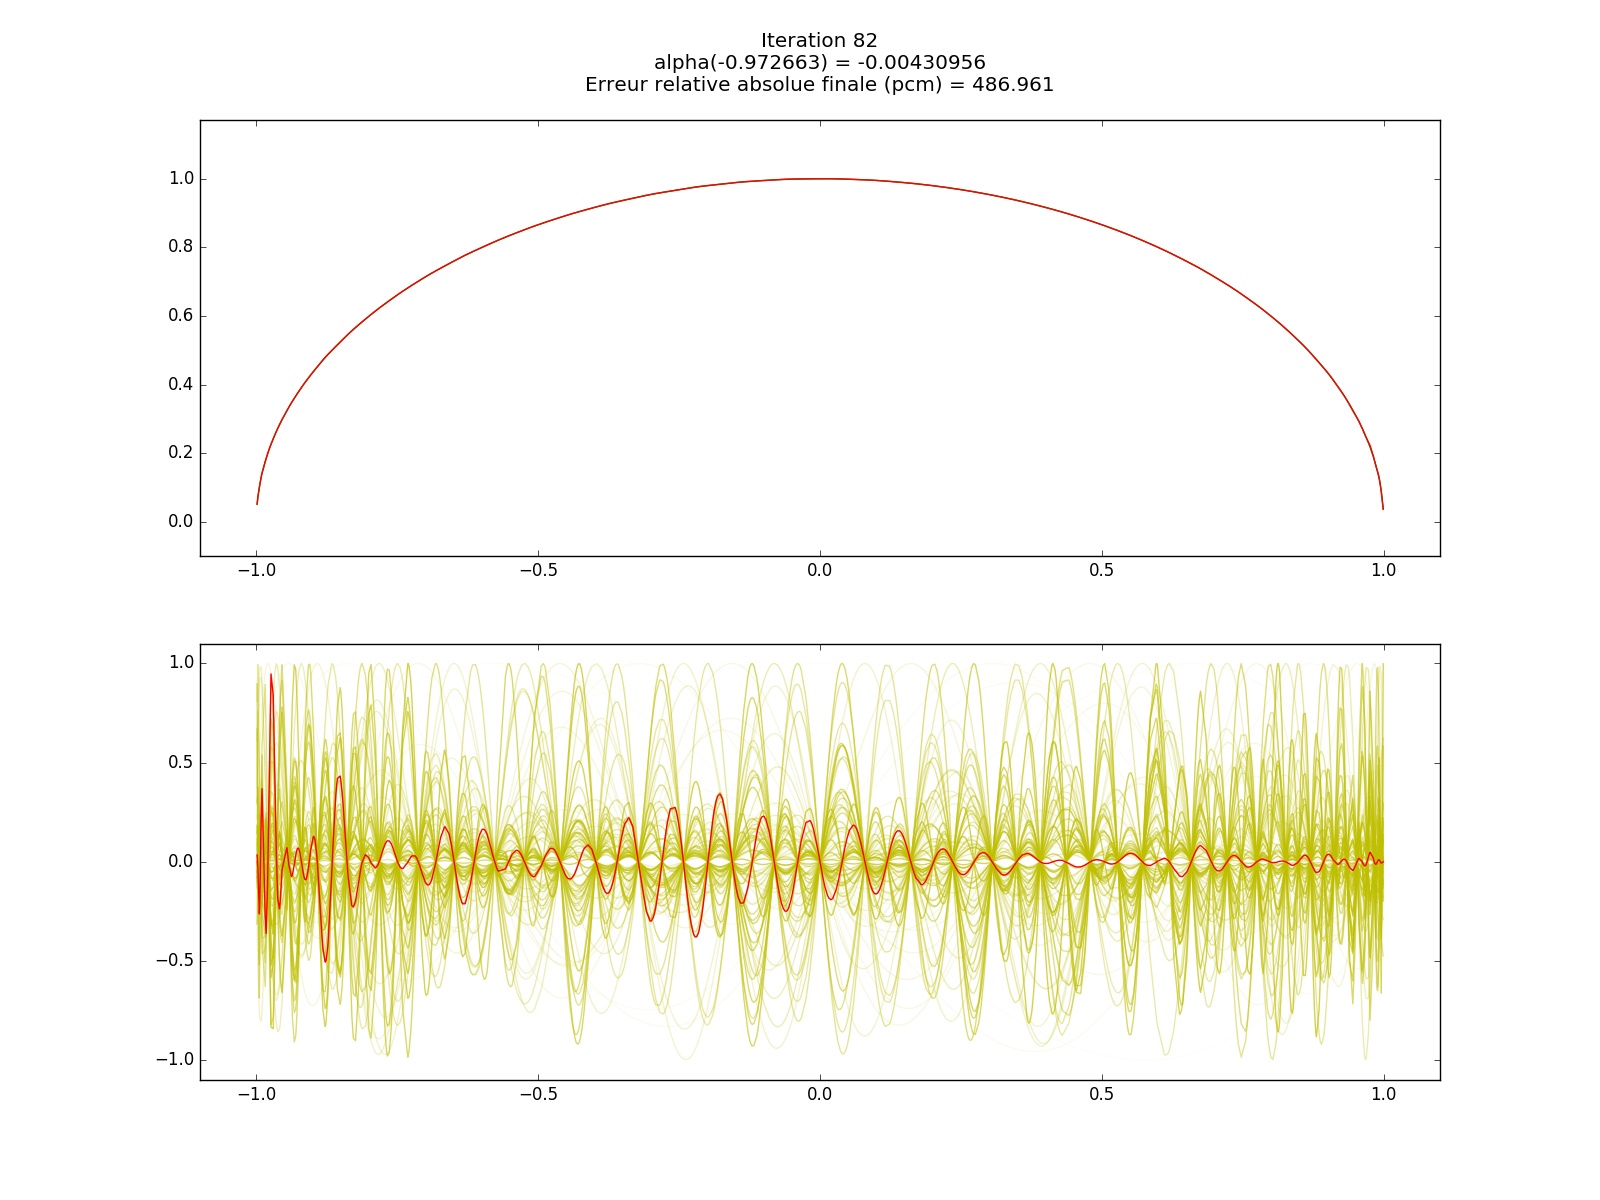 Iteration 82
alpha(-0.972663) = -0.00430956
Erreur relative absolue finale (pcm) = 486.961
1.0
0.8
0.6
0.4
0.2
0.0
−1.0 −0.5 0.0 0.5 1.0
1.0
0.5
0.0
−0.5
−1.0
−1.0 −0.5 0.0 0.5 1.0